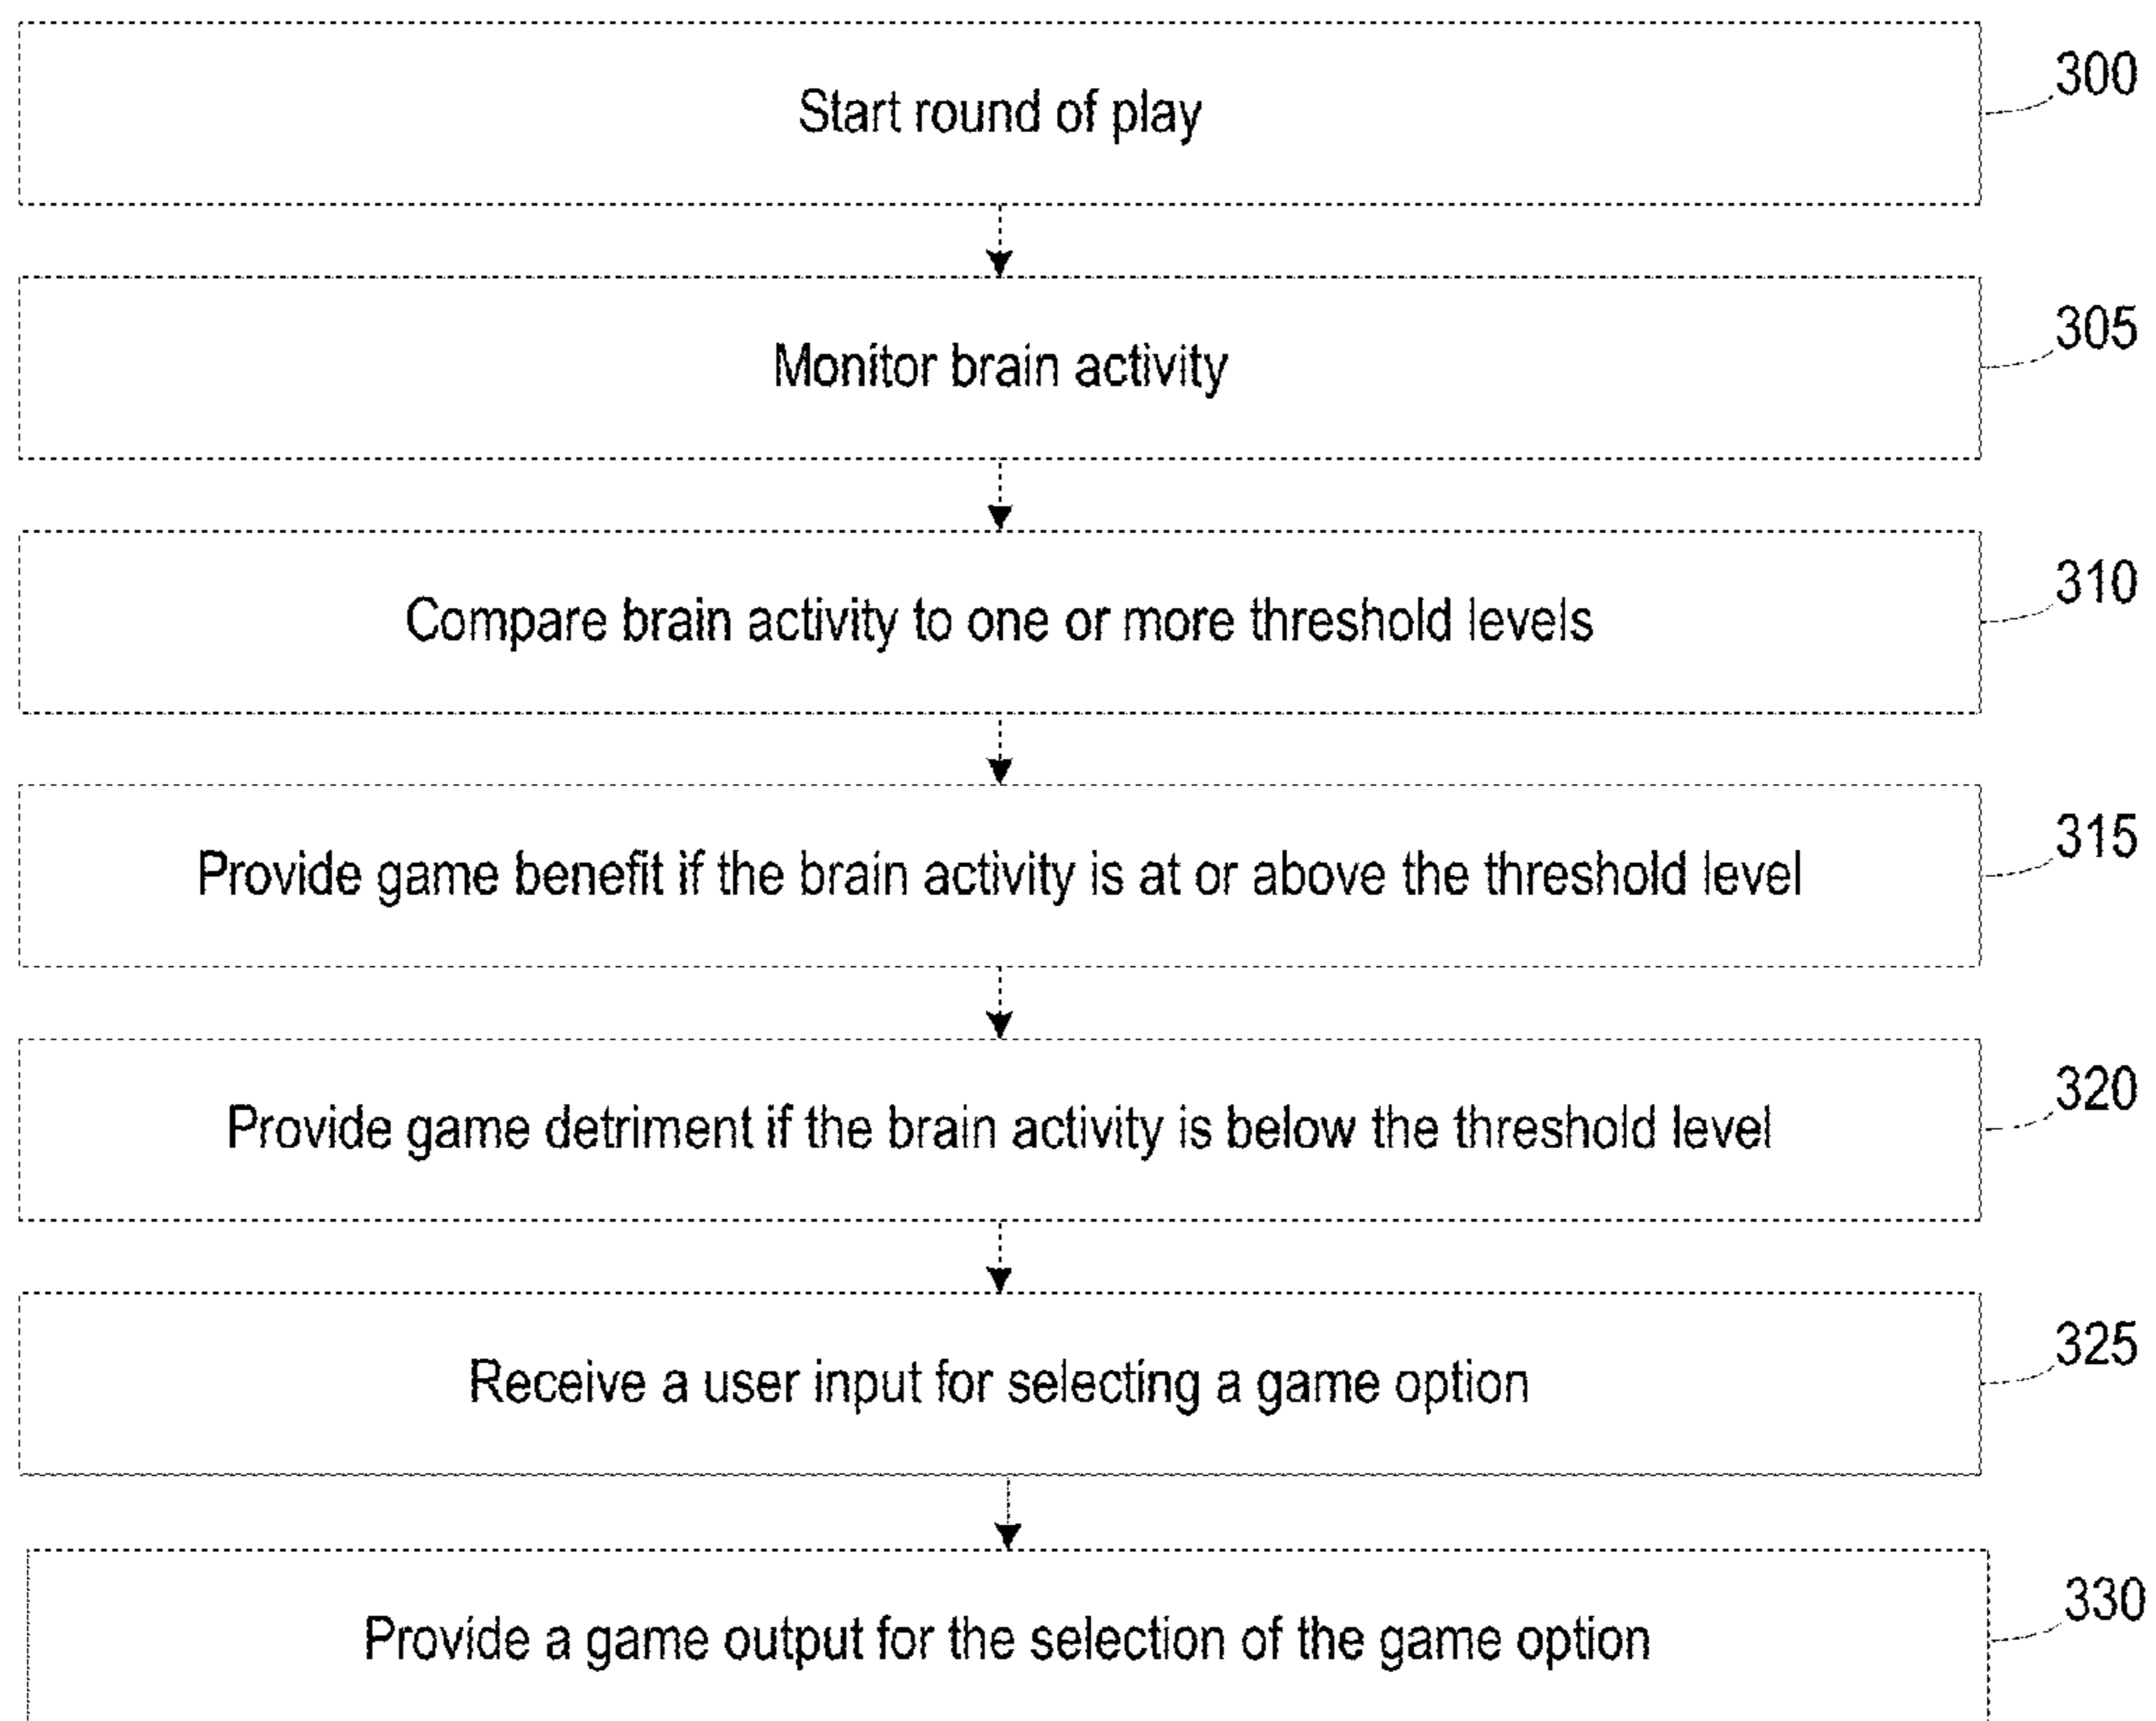 Start round of play
300
Monitor brain activity
305
Compare brain activity to one or more threshold levels
310
Provide game benefit if the brain activity is at or above the threshold level
315
Provide game detriment if the brain activity is below the threshold level
320
Receive a user input for selecting a game option
325
Provide a game output for the selection of the game option
330